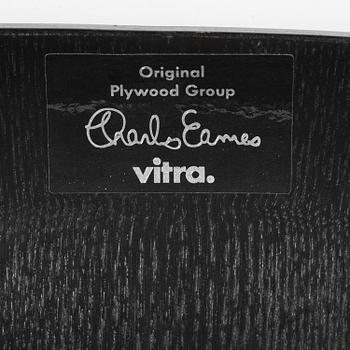 Original
Plywood Group
Charles Eames
vitra.